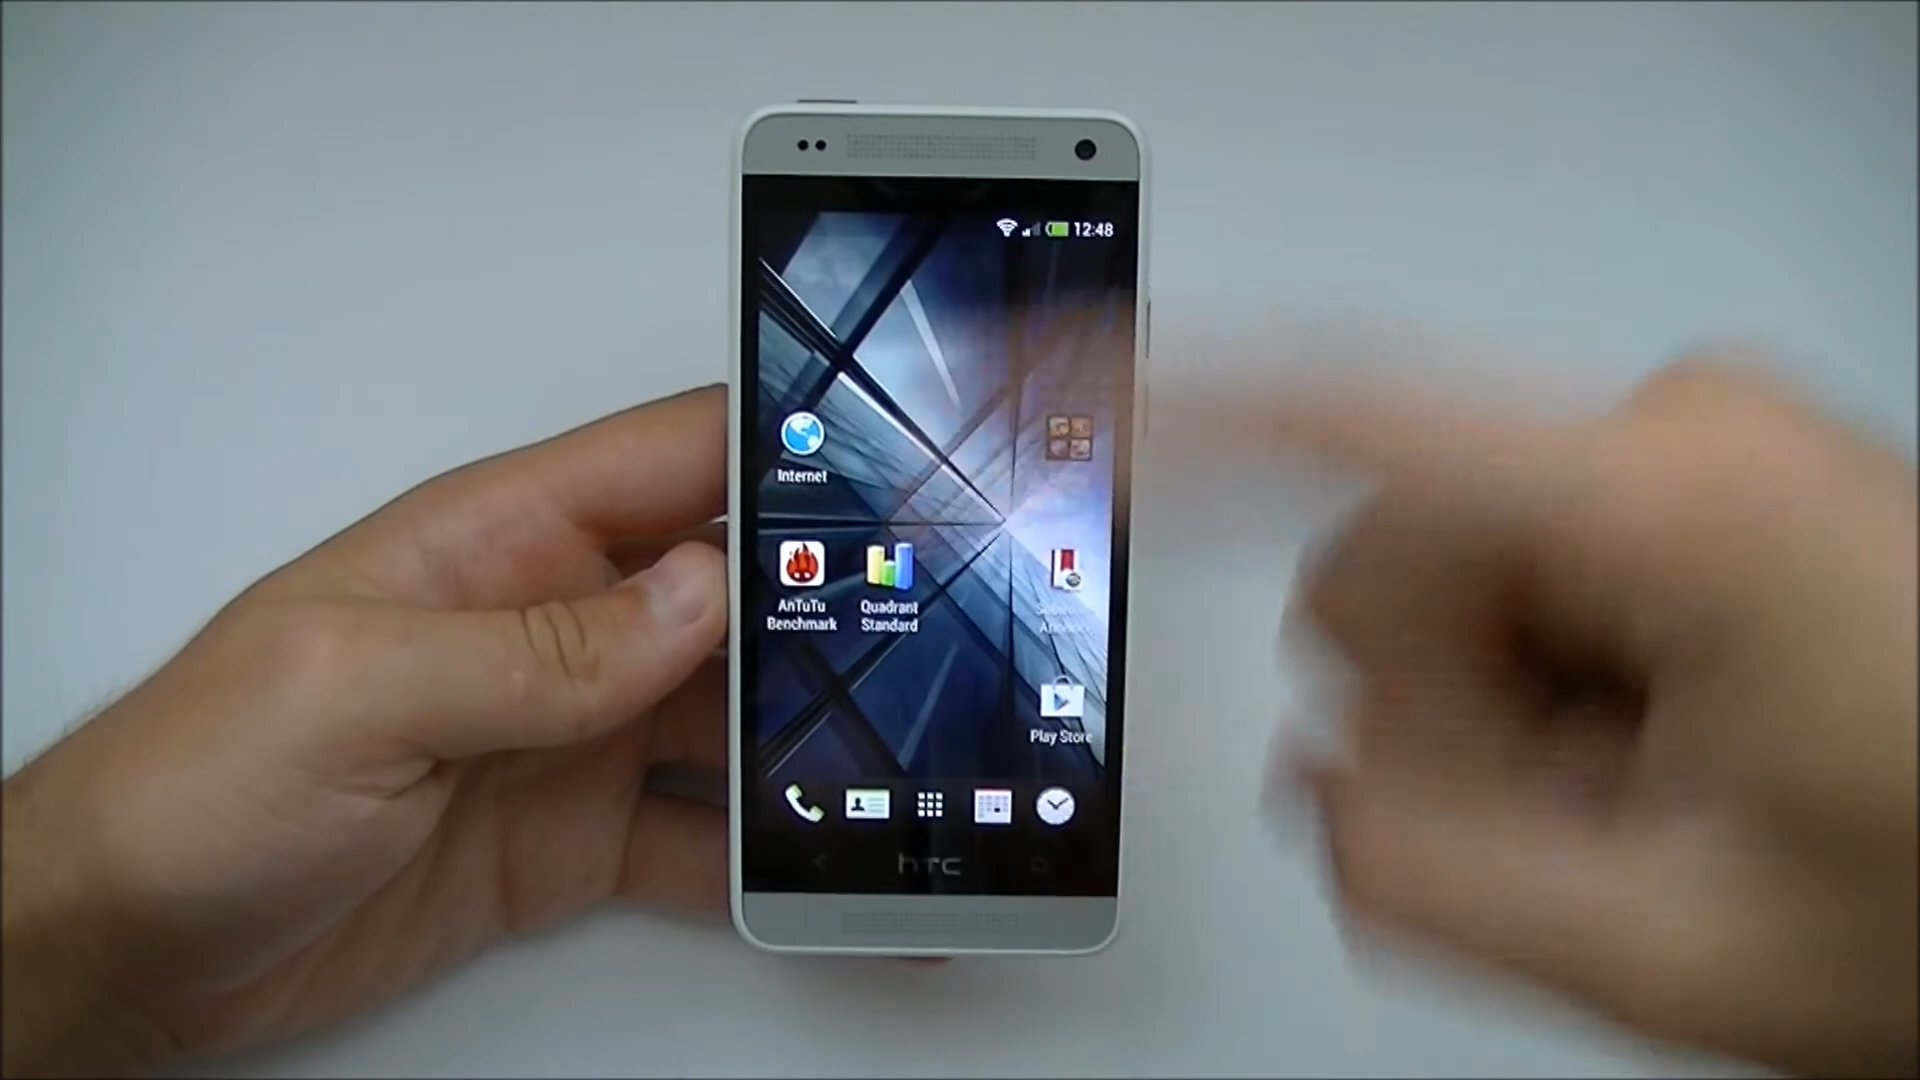 12:48
Internet
AnTuTu
Benchmark
Quadrant
Standard
Play Store
hTC